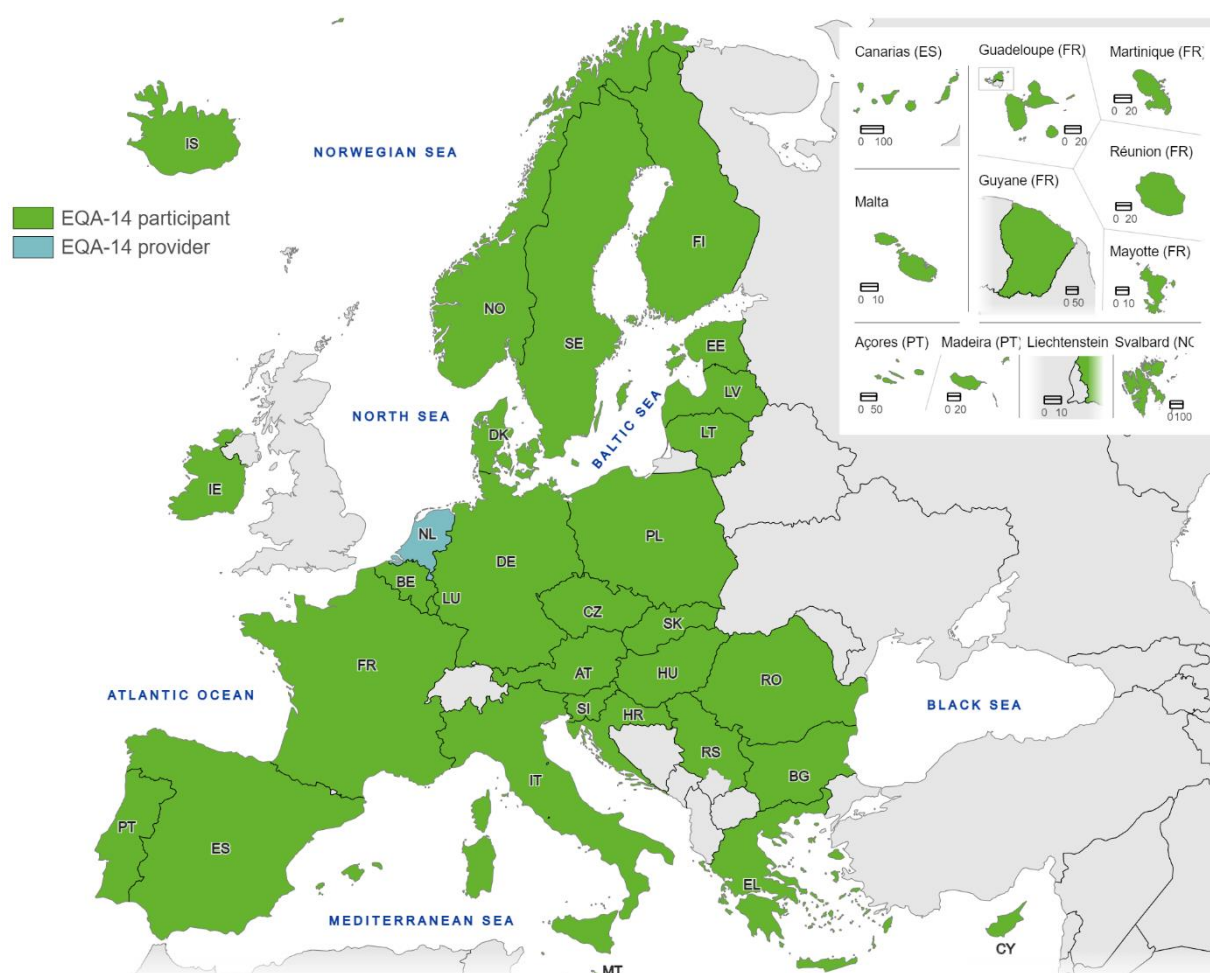 Canarias (ES)
0 100
Guadeloupe (FR)
0 20
Martinique (FR)
0 20
Malta
0 10
Guyane (FR)
0 50
Réunion (FR)
0 20
Mayotte (FR)
0 10
Açores (PT)
0 50
Madeira (PT)
0 20
Liechtenstein
0 10
Svalbard (NO
0100
EQA-14 participant
EQA-14 provider
NORWEGIAN SEA
NORTH SEA
BALTIC SEA
ATLANTIC OCEAN
BLACK SEA
MEDITERRANEAN SEA
IS
FI
NO
SE
EE
LV
LT
DK
IE
NL
PL
DE
BE
LU
CZ
SK
FR
AT
HU
RO
SI
HR
RS
IT
BG
PT
ES
EL
CY
MT